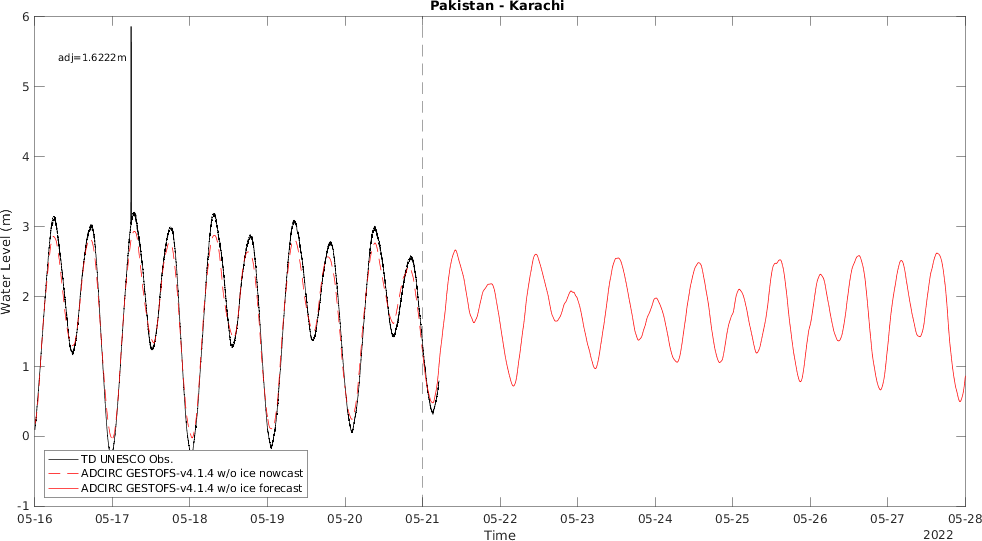 Pakistan - Karachi
6
adj=1.6222m
5
4
3
2
1
0
-1
Water Level (m)
TD UNESCO Obs.
ADCIRC GESTOFS-v4.1.4 w/o ice nowcast
ADCIRC GESTOFS-v4.1.4 w/o ice forecast
05-16 05-17 05-18 05-19 05-20 05-21 05-22 05-23 05-24 05-25 05-26 05-27 05-28
Time
2022